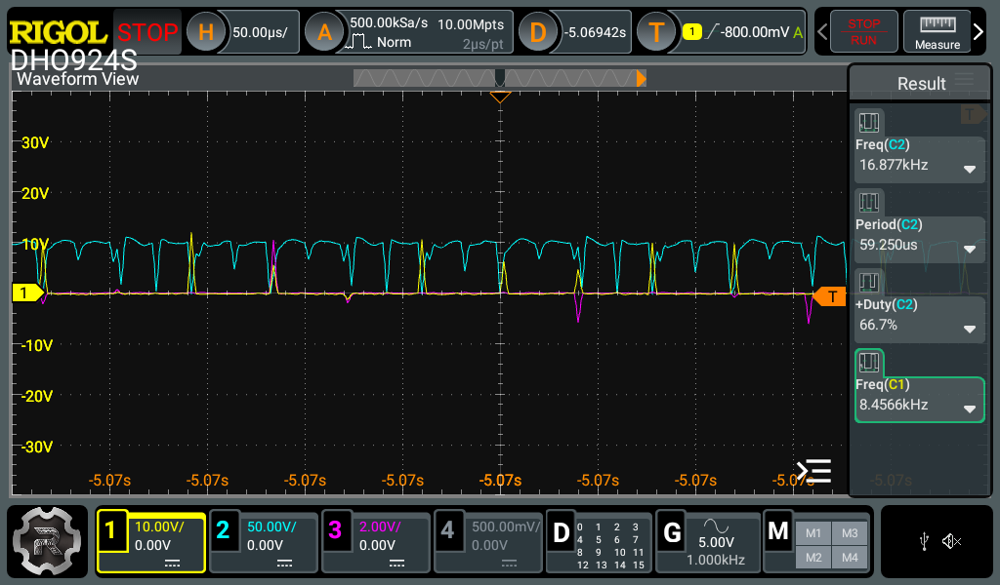 RIGOL STOP H 50.00µs/ A 500.00kSa/s 10.00Mpts D -5.06942s T 1 -800.00mV A STOP
Norm 2µs/pt RUN Measure
DHO924S
Waveform View Result
T
30V
20V
10V
1
-10V
-20V
-30V
T
Freq(C2)
16.877kHz
Period(C2)
59.250us
+Duty(C2)
66.7%
Freq(C1)
8.4566kHz
-5.07s -5.07s -5.07s -5.07s -5.07s -5.07s -5.07s -5.07s -5.07s
1 10.00V/ 2 50.00V/ 3 2.00V/ 4 500.00mV/ D 0 1 2 3 G 5.00V M M1 M3
0.00V 0.00V 0.00V 0.00V 4 5 6 7 1.000kHz M2 M4
8 9 10 11
12 13 14 15
R